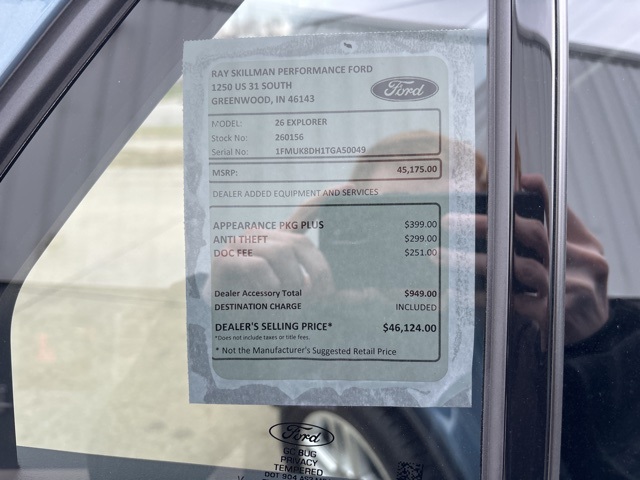 RAY SKILLMAN PERFORMANCE FORD
1250 US 31 SOUTH
GREENWOOD, IN 46143
Ford
MODEL: 26 EXPLORER
Stock No: 260156
Serial No: 1FMUK8DH1TGA50049
MSRP: 45,175.00
DEALER ADDED EQUIPMENT AND SERVICES
APPEARANCE PKG PLUS $399.00
ANTI THEFT $299.00
DOC FEE $251.00
Dealer Accessory Total $949.00
DESTINATION CHARGE INCLUDED
DEALER'S SELLING PRICE* $46,124.00
*Does not include taxes or title fees.
* Not the Manufacturer's Suggested Retail Price
Ford
GC BUG
PRIVACY
TEMPERED